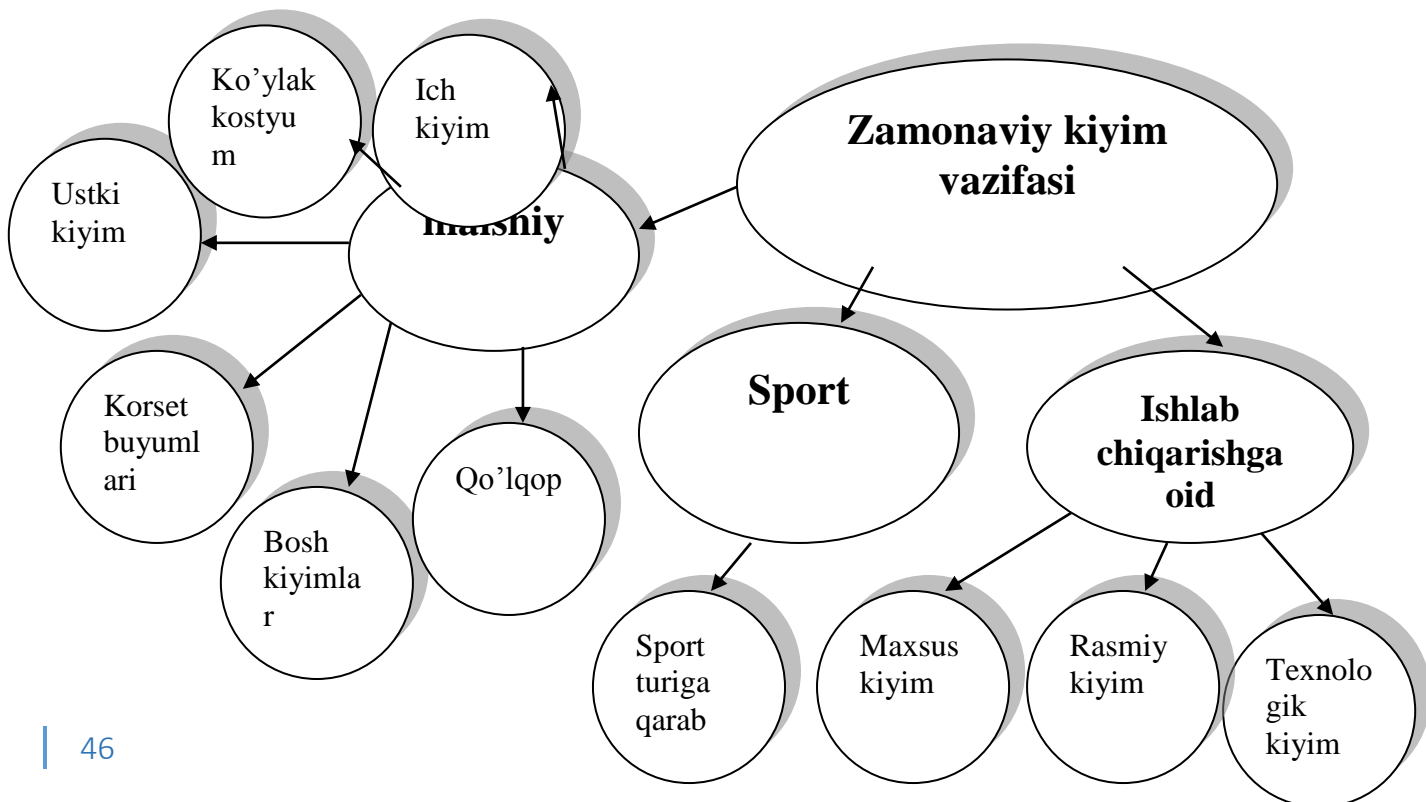 Zamonaviy kiyim
vazifasi
Ko’ylak
kostyu
m
Ich
kiyim
Ustki
kiyim
Korset
buyuml
ari
Bosh
kiyimla
r
Qo’lqop
Sport
Ishlab
chiqarishga
oid
Sport
turiga
qarab
Maxsus
kiyim
Rasmiy
kiyim
Texnolo
gik
kiyim
46